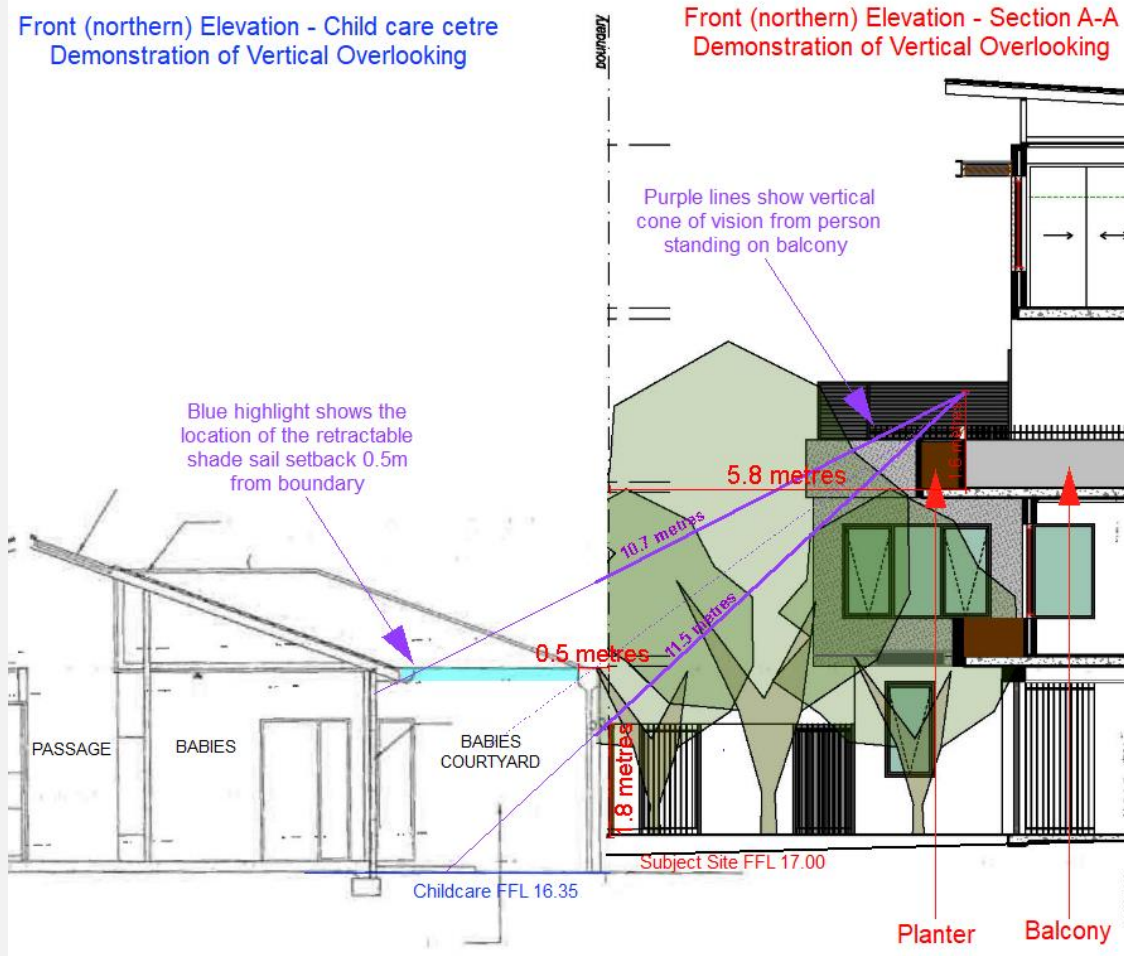 Front (northern) Elevation - Child care cetre
Demonstration of Vertical Overlooking
boundary
Front (northern) Elevation - Section A-A
Demonstration of Vertical Overlooking
Purple lines show vertical
cone of vision from person
standing on balcony
Blue highlight shows the
location of the retractable
shade sail setback 0.5m
from boundary
1.6 metres
5.8 metres
10.7 metres
11.5 metres
0.5 metres
PASSAGE
BABIES
BABIES
COURTYARD
1.8 metres
Subject Site FFL 17.00
Childcare FFL 16.35
Planter
Balcony